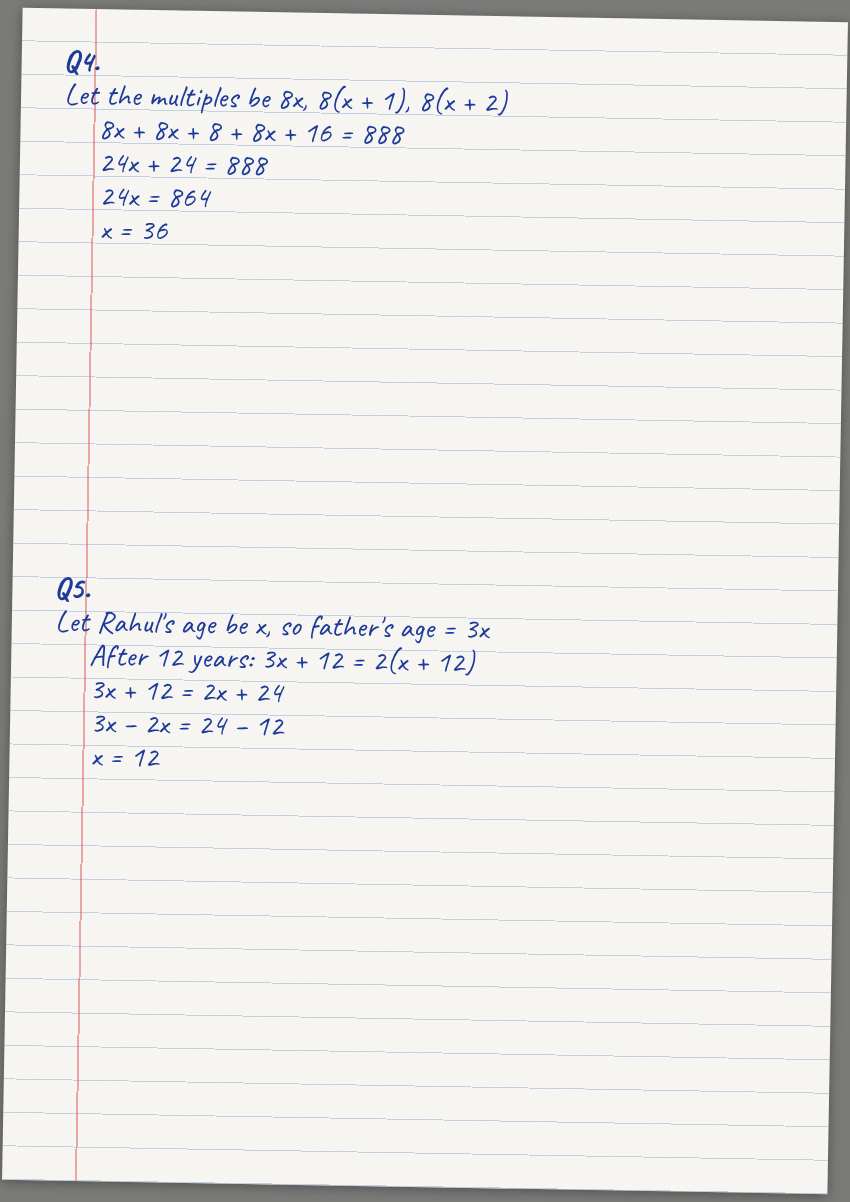 Q4.
Let the multiples be 8x, 8(x + 1), 8(x + 2)
8x + 8x + 8 + 8x + 16 = 888
24x + 24 = 888
24x = 864
x = 36
Q5.
Let Rahul's age be x, so father's age = 3x
After 12 years: 3x + 12 = 2(x + 12)
3x + 12 = 2x + 24
3x − 2x = 24 − 12
x = 12